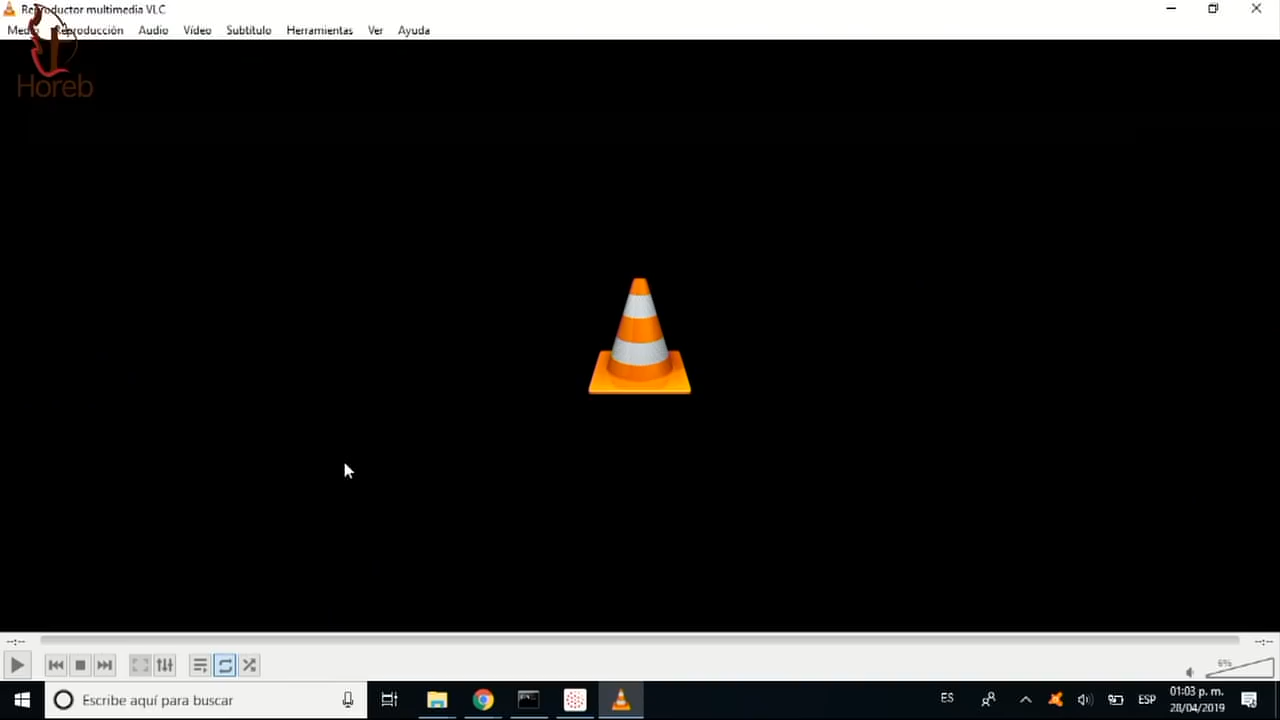 Reproductor multimedia VLC
Medio Reproducción Audio Vídeo Subtítulo Herramientas Ver Ayuda
Horeb
--:-- --:--
6%
Escribe aquí para buscar
ES ESP 01:03 p. m.
28/04/2019